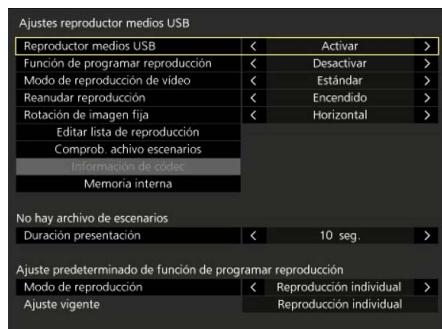 Ajustes reproductor medios USB
Reproductor medios USB < Activar >
Función de programar reproducción < Desactivar >
Modo de reproducción de vídeo < Estándar >
Reanudar reproducción < Encendido >
Rotación de imagen fija < Horizontal >
Editar lista de reproducción
Comprob. achivo escenarios
Información de códec
Memoria interna
No hay archivo de escenarios
Duración presentación < 10 seg. >
Ajuste predeterminado de función de programar reproducción
Modo de reproducción < Reproducción individual >
Ajuste vigente Reproducción individual